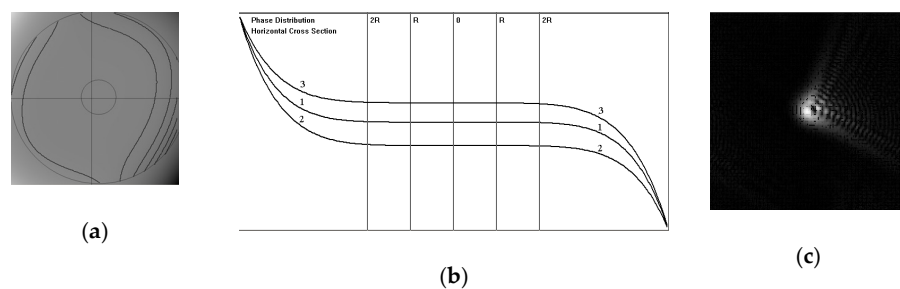 Phase Distribution 2R R 0 R 2R
Horizontal Cross Section
3
1
2
3
1
2
(a)
(b)
(c)